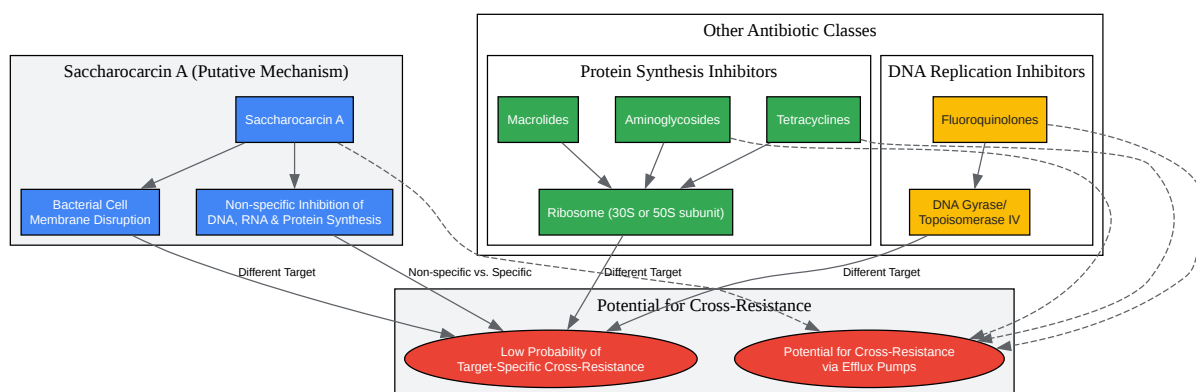 Other Antibiotic Classes
Saccharocarcin A (Putative Mechanism)
Protein Synthesis Inhibitors
DNA Replication Inhibitors
Saccharocarcin A
Macrolides
Aminoglycosides
Tetracyclines
Fluoroquinolones
Bacterial Cell
Membrane Disruption
Non-specific Inhibition of
DNA, RNA & Protein Synthesis
Ribosome (30S or 50S subunit)
DNA Gyrase/
Topoisomerase IV
Different Target
Non-specific vs. Specific
Different Target
Different Target
Potential for Cross-Resistance
Low Probability of
Target-Specific Cross-Resistance
Potential for Cross-Resistance
via Efflux Pumps